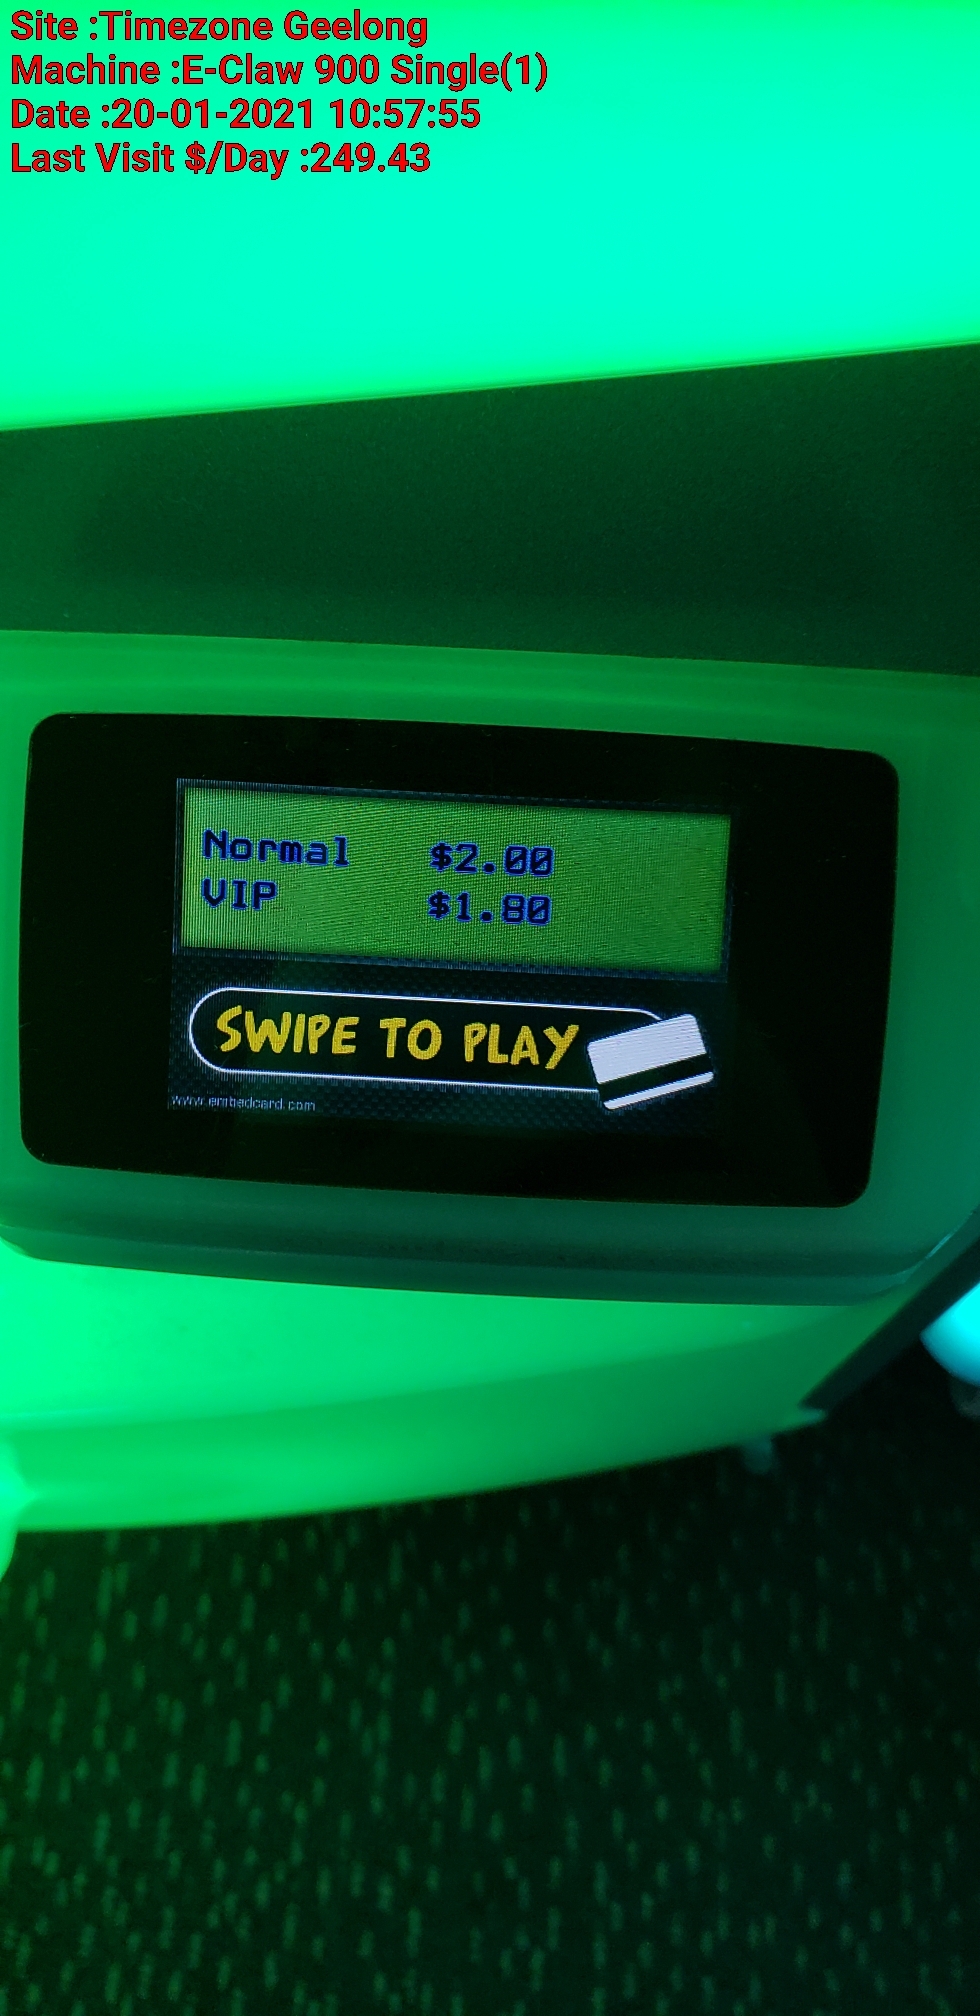 Site :Timezone Geelong
Machine :E-Claw 900 Single(1)
Date :20-01-2021 10:57:55
Last Visit $/Day :249.43
Normal $2.00
VIP $1.80
SWIPE TO PLAY
www.embedcard.com